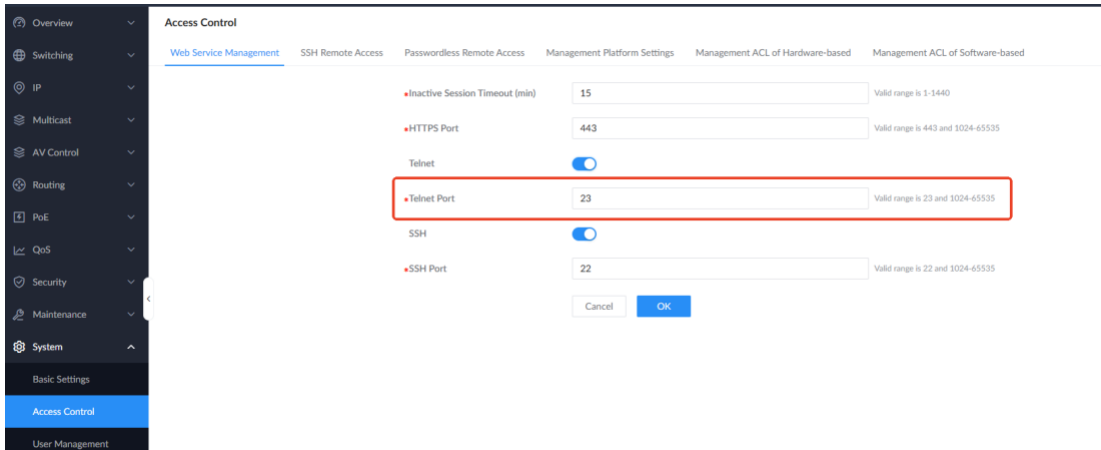 Overview
Switching
IP
Multicast
AV Control
Routing
PoE
QoS
Security
Maintenance
System
Basic Settings
Access Control
User Management
Access Control
Web Service Management SSH Remote Access Passwordless Remote Access Management Platform Settings Management ACL of Hardware-based Management ACL of Software-based
•Inactive Session Timeout (min) 15 Valid range is 1-1440
•HTTPS Port 443 Valid range is 443 and 1024-65535
Telnet
•Telnet Port 23 Valid range is 23 and 1024-65535
SSH
•SSH Port 22 Valid range is 22 and 1024-65535
Cancel OK